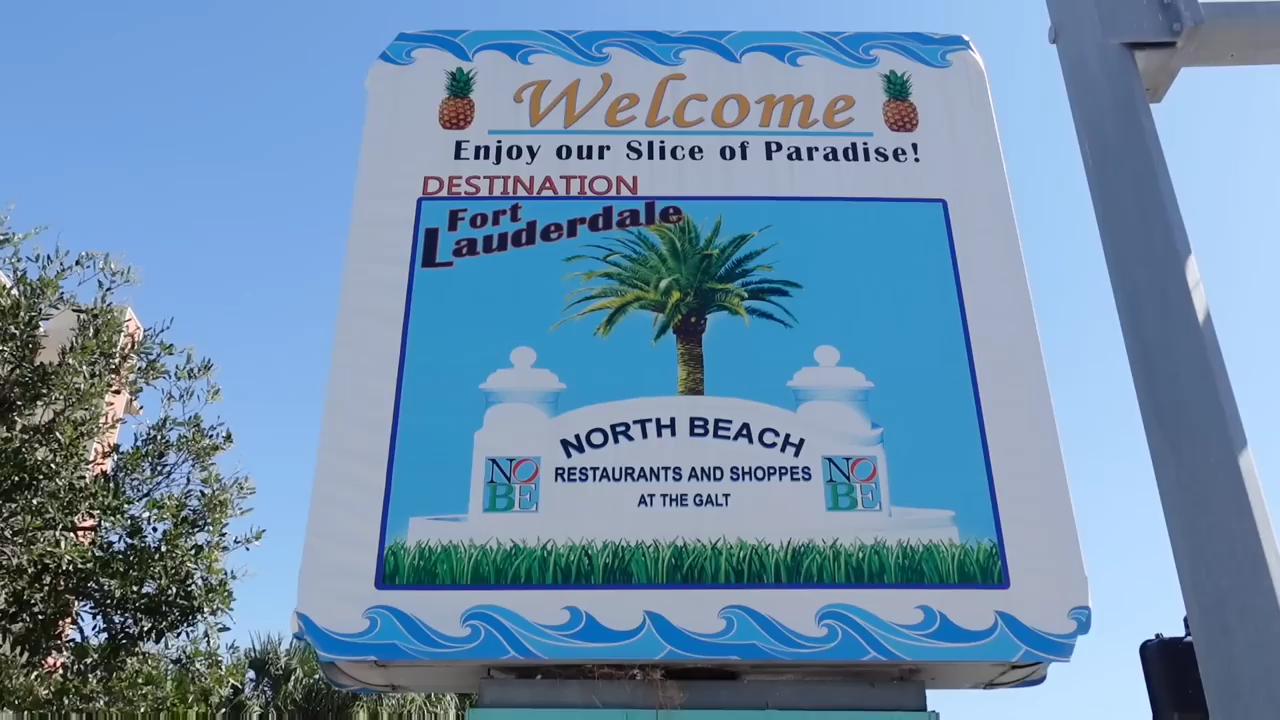 Welcome
Enjoy our Slice of Paradise!
DESTINATION
Fort
Lauderdale
NORTH BEACH
RESTAURANTS AND SHOPPES
AT THE GALT
NO
BE
NO
BE